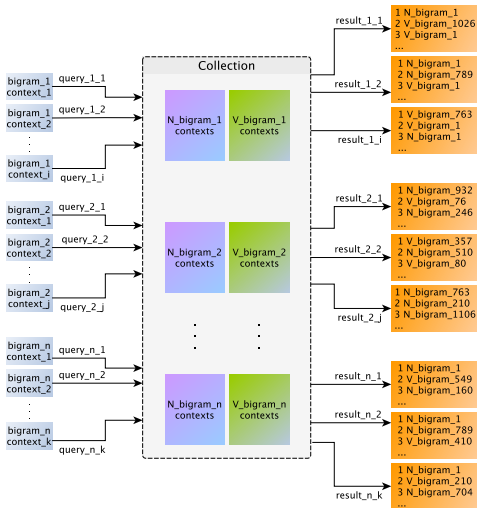 Collection
bigram_1
context_1
query_1_1
bigram_1
context_2
query_1_2
bigram_1
context_i
query_1_i
bigram_2
context_1
query_2_1
bigram_2
context_2
query_2_2
bigram_2
context_j
query_2_j
bigram_n
context_1
query_n_1
bigram_n
context_2
query_n_2
bigram_n
context_k
query_n_k
N_bigram_1
contexts
V_bigram_1
contexts
N_bigram_2
contexts
V_bigram_2
contexts
N_bigram_n
contexts
V_bigram_n
contexts
result_1_1
1 N_bigram_1
2 V_bigram_1026
3 V_bigram_1
...
result_1_2
1 N_bigram_1
2 N_bigram_789
3 V_bigram_1
...
result_1_i
1 V_bigram_763
2 V_bigram_1
3 N_bigram_1
...
result_2_1
1 N_bigram_932
2 V_bigram_76
3 N_bigram_246
...
result_2_2
1 V_bigram_357
2 N_bigram_510
3 V_bigram_80
...
result_2_j
1 N_bigram_763
2 N_bigram_210
3 N_bigram_1106
...
result_n_1
1 N_bigram_1
2 V_bigram_549
3 N_bigram_160
...
result_n_2
1 N_bigram_1
2 N_bigram_789
3 V_bigram_410
...
result_n_k
1 N_bigram_1
2 V_bigram_210
3 N_bigram_704
...